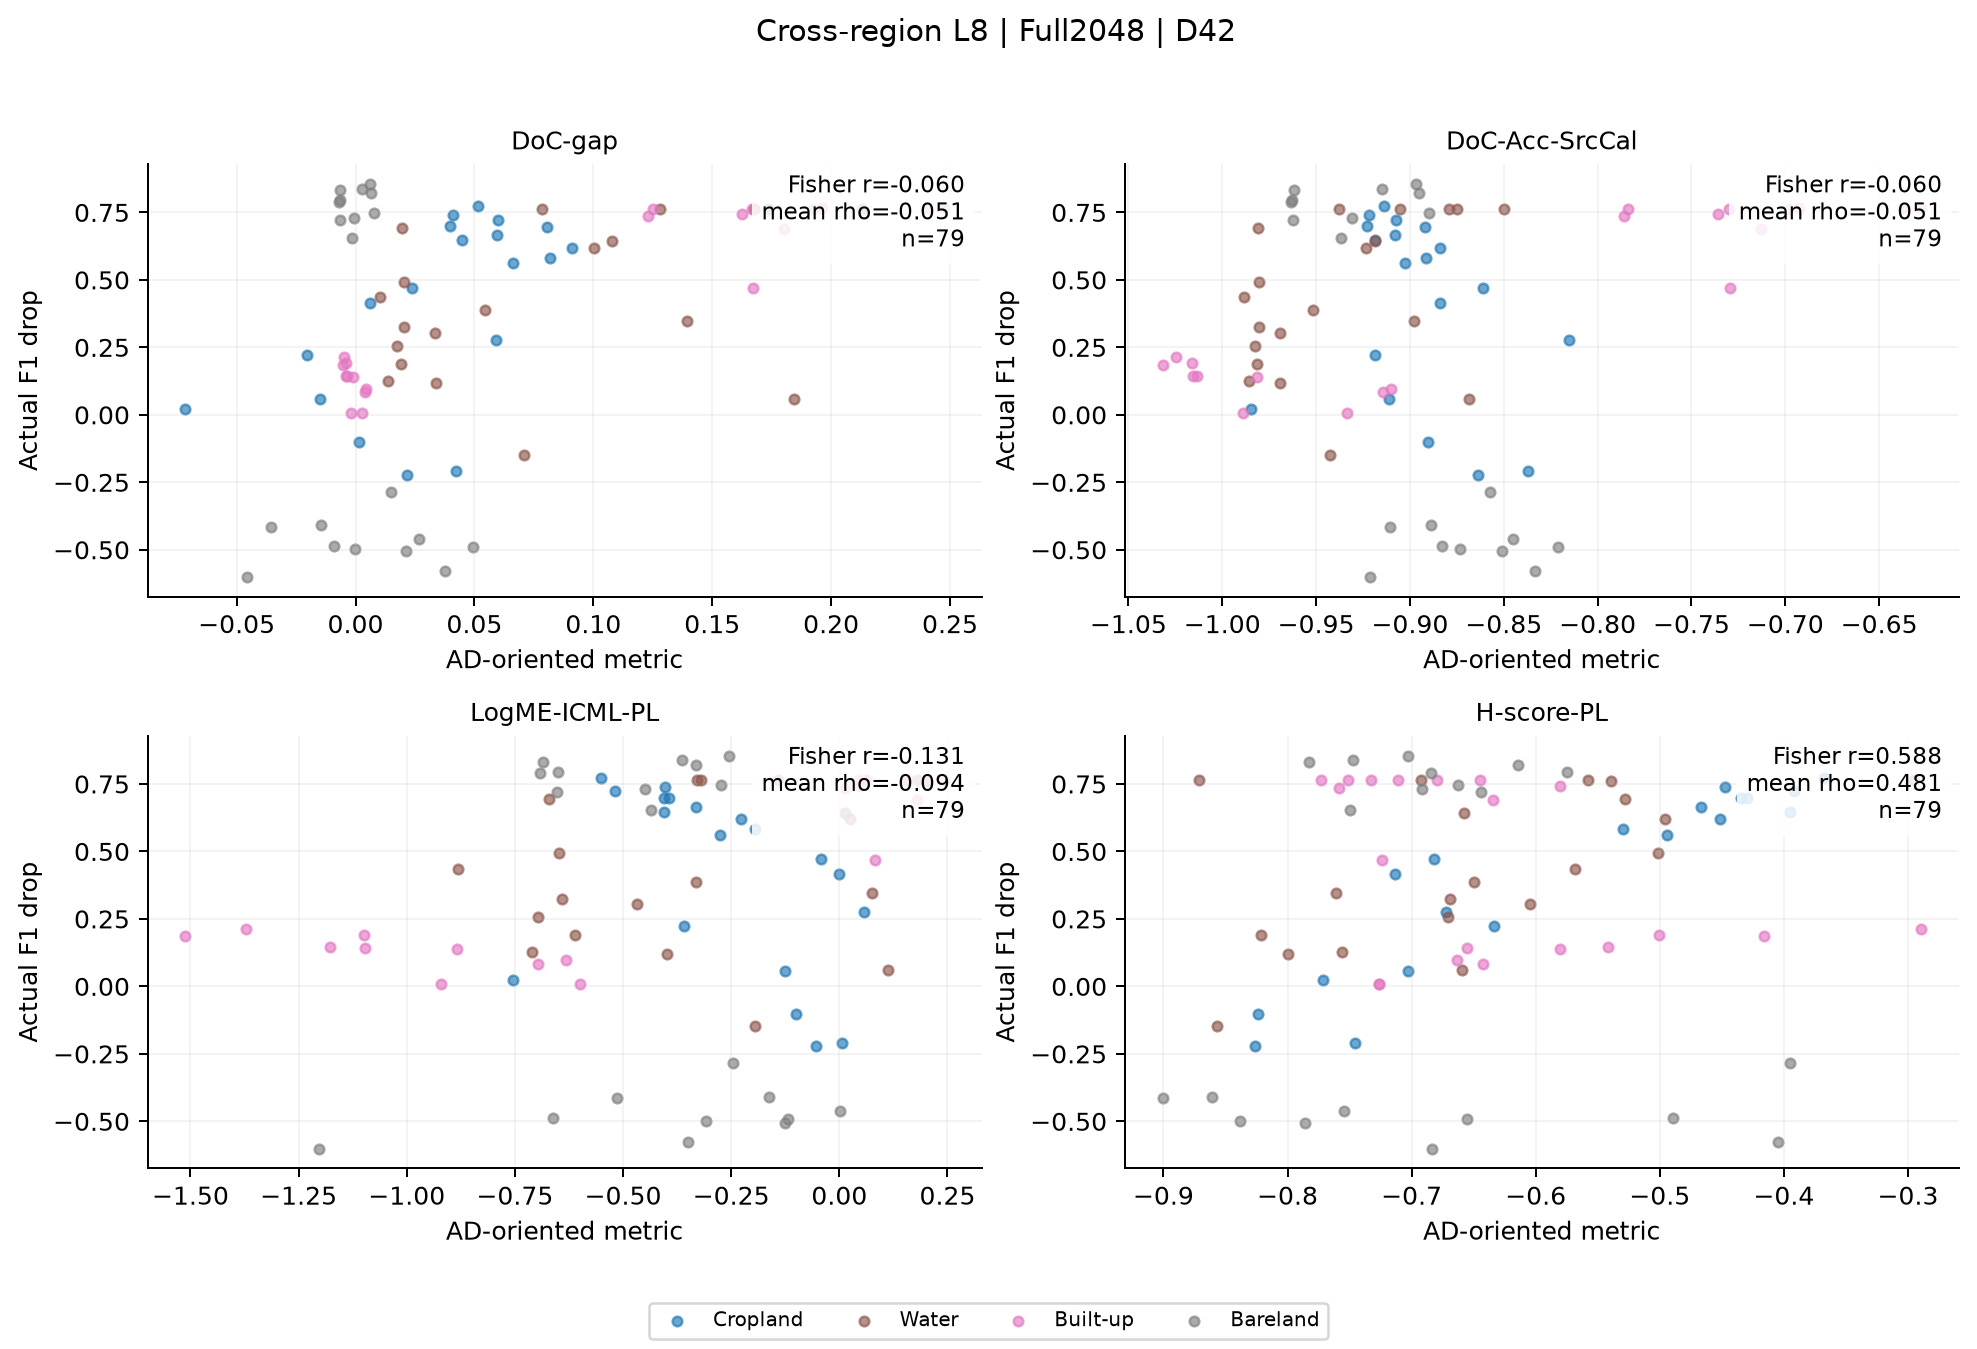 Cross-region L8 | Full2048 | D42
DoC-gap
Fisher r=-0.060
mean rho=-0.051
n=79
Actual F1 drop
0.75
0.50
0.25
0.00
−0.25
−0.50
−0.05 0.00 0.05 0.10 0.15 0.20 0.25
AD-oriented metric
DoC-Acc-SrcCal
Fisher r=-0.060
mean rho=-0.051
n=79
Actual F1 drop
0.75
0.50
0.25
0.00
−0.25
−0.50
−1.05 −1.00 −0.95 −0.90 −0.85 −0.80 −0.75 −0.70 −0.65
AD-oriented metric
LogME-ICML-PL
Fisher r=-0.131
mean rho=-0.094
n=79
Actual F1 drop
0.75
0.50
0.25
0.00
−0.25
−0.50
−1.50 −1.25 −1.00 −0.75 −0.50 −0.25 0.00 0.25
AD-oriented metric
H-score-PL
Fisher r=0.588
mean rho=0.481
n=79
Actual F1 drop
0.75
0.50
0.25
0.00
−0.25
−0.50
−0.9 −0.8 −0.7 −0.6 −0.5 −0.4 −0.3
AD-oriented metric
Cropland Water Built-up Bareland